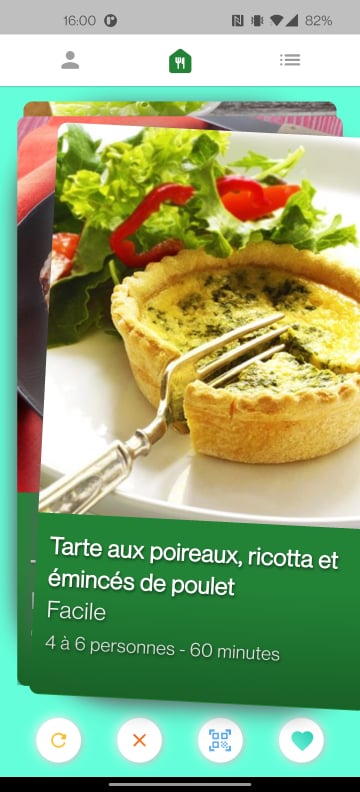 16:00
82%
Tarte aux poireaux, ricotta et
émincés de poulet
Facile
4 à 6 personnes - 60 minutes